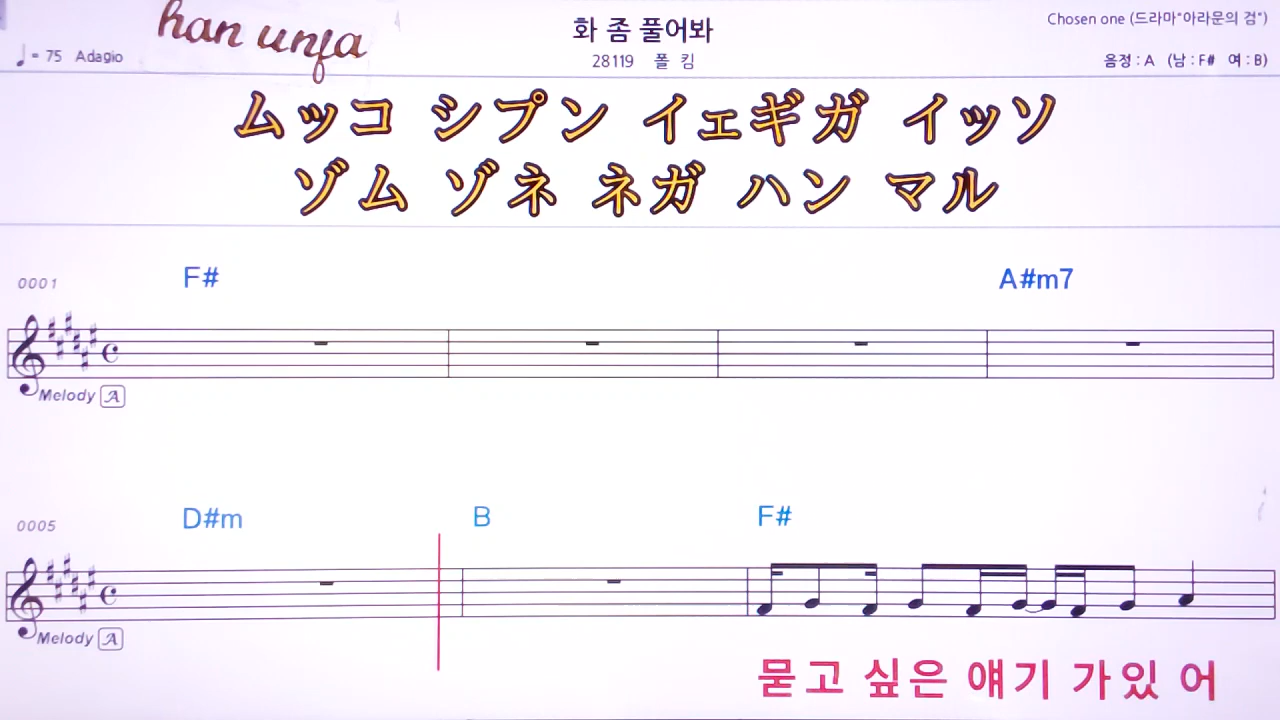 han unja
화 좀 풀어봐
Chosen one (드라마"아라문의 검")
♩= 75 Adagio
28119 폴 킴
음정 : A (남 : F# 여 : B)
ムッコ シプン イェギガ イッソ
ゾム ゾネ ネガ ハン マル
0001
F# A#m7
Melody A
0005
D#m B F#
Melody A
묻고 싶은 얘기 가있 어